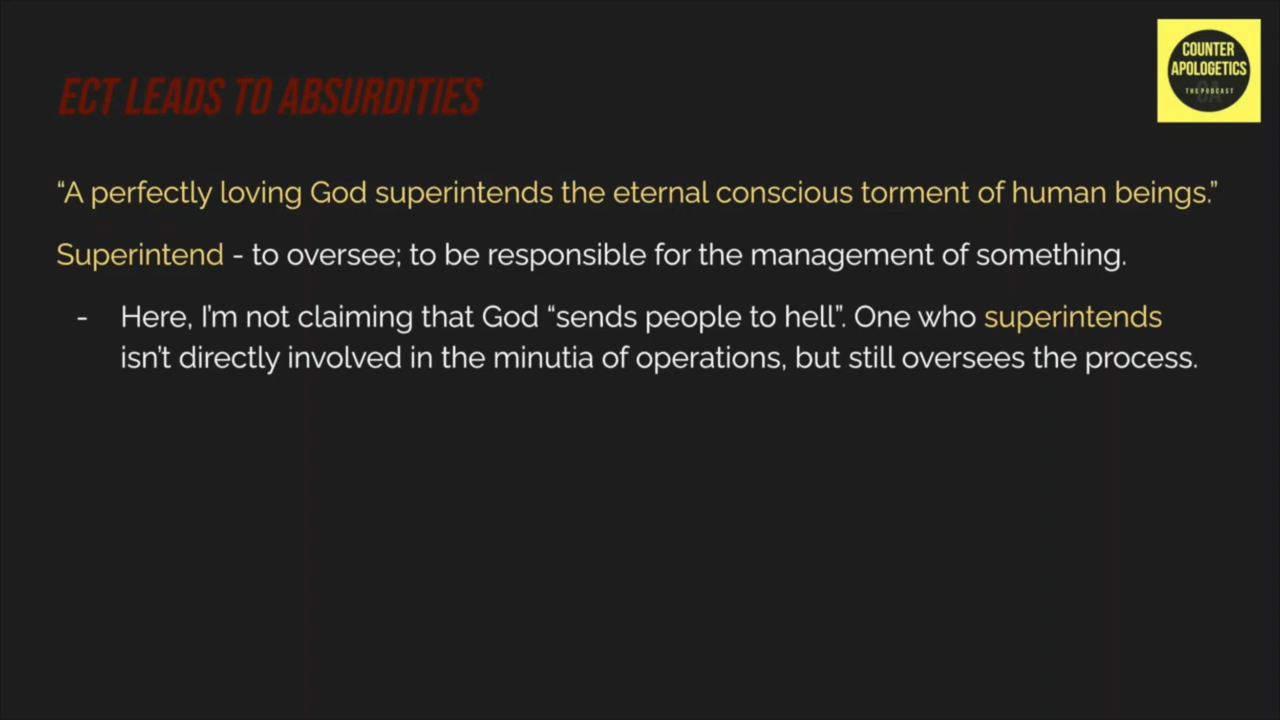 COUNTER
APOLOGETICS
THE PODCAST
ECT LEADS TO ABSURDITIES
“A perfectly loving God superintends the eternal conscious torment of human beings.”
Superintend - to oversee; to be responsible for the management of something.
- Here, I’m not claiming that God “sends people to hell”. One who superintends
isn’t directly involved in the minutia of operations, but still oversees the process.